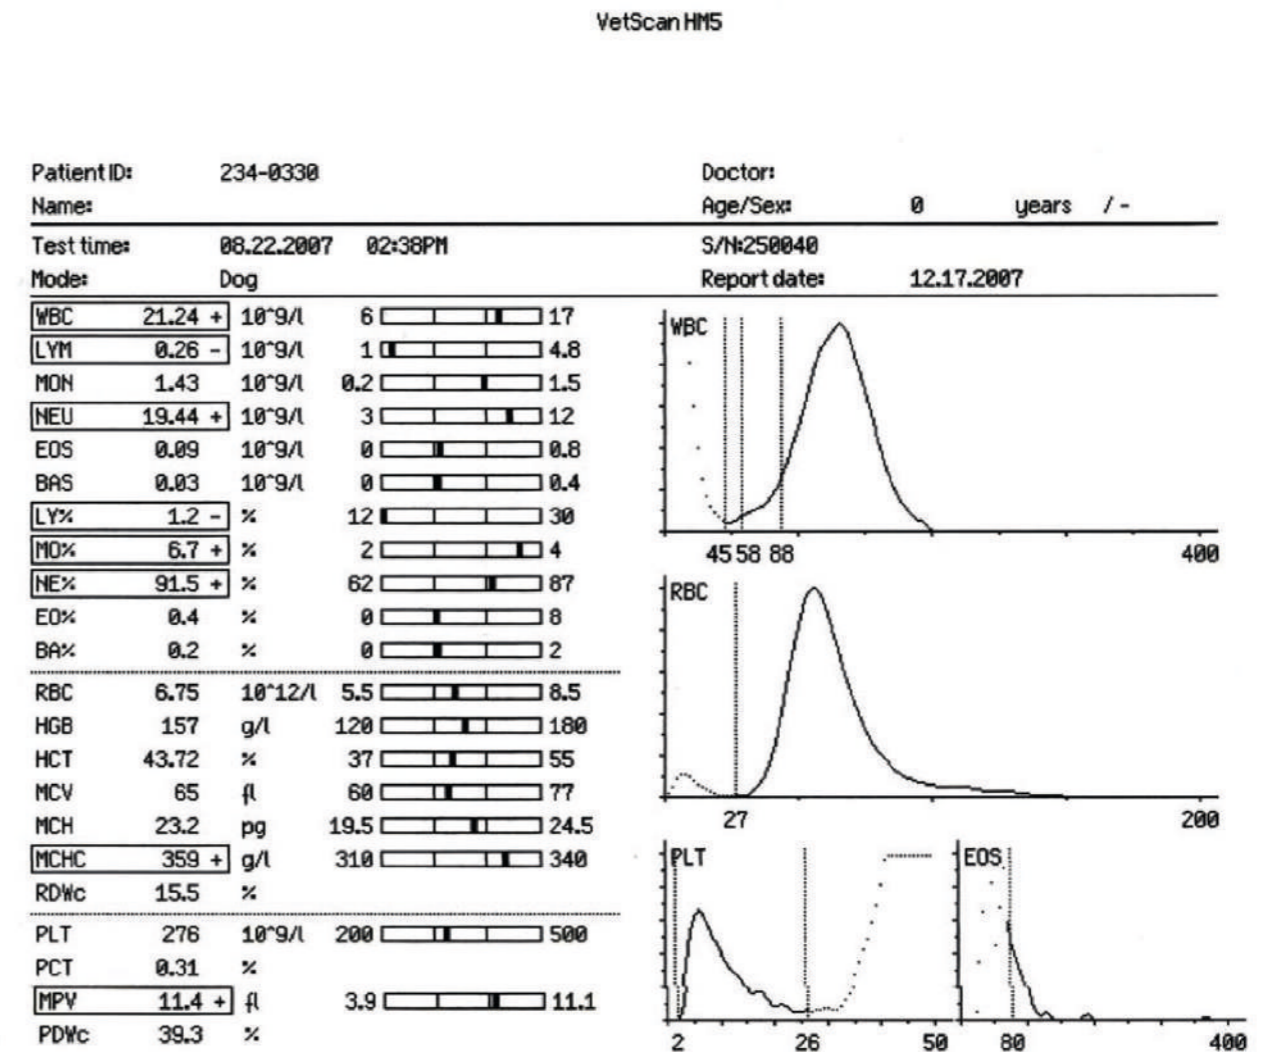 VetScan HM5
Patient ID: 234-0330 Doctor:
Name: Age/Sex: 0 years / -
Test time: 08.22.2007 02:38PM S/N:250040
Mode: Dog Report date: 12.17.2007
WBC 21.24 + 10^9/l 6 17
LYM 0.26 - 10^9/l 1 4.8
MON 1.43 10^9/l 0.2 1.5
NEU 19.44 + 10^9/l 3 12
EOS 0.09 10^9/l 0 0.8
BAS 0.03 10^9/l 0 0.4
LY% 1.2 - % 12 30
MO% 6.7 + % 2 4
NE% 91.5 + % 62 87
EO% 0.4 % 0 8
BA% 0.2 % 0 2
RBC 6.75 10^12/l 5.5 8.5
HGB 157 g/l 120 180
HCT 43.72 % 37 55
MCV 65 fl 60 77
MCH 23.2 pg 19.5 24.5
MCHC 359 + g/l 310 340
RDWc 15.5 %
PLT 276 10^9/l 200 500
PCT 0.31 %
MPV 11.4 + fl 3.9 11.1
PDWc 39.3 %
WBC
45 58 88 400
RBC
27 200
PLT EOS
2 26 50 80 400